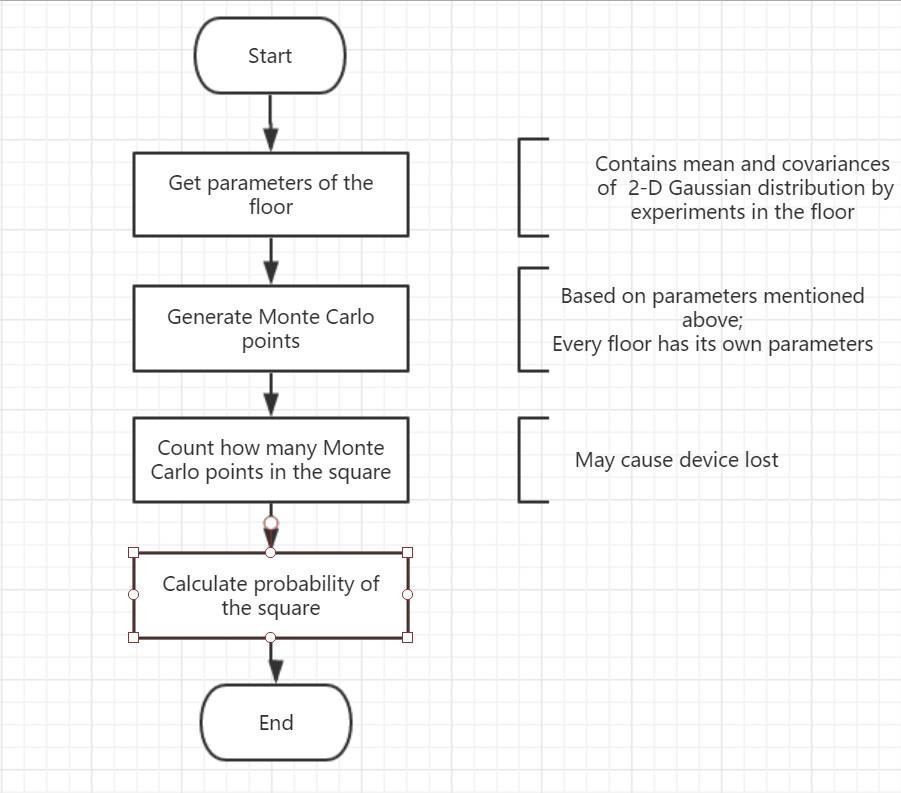 Start
Get parameters of the
floor
Contains mean and covariances
of 2-D Gaussian distribution by
experiments in the floor
Generate Monte Carlo
points
Based on parameters mentioned
above;
Every floor has its own parameters
Count how many Monte
Carlo points in the square
May cause device lost
Calculate probability of
the square
End